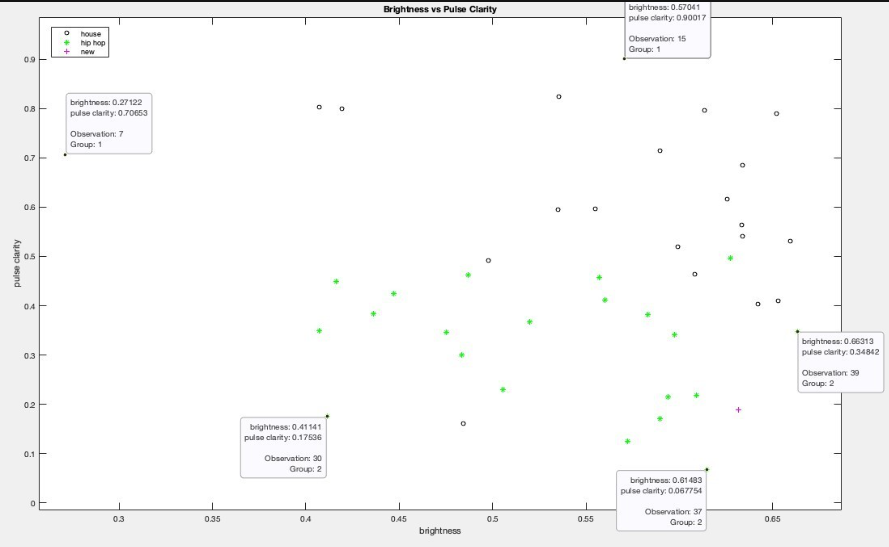 Brightness vs Pulse Clarity
house
hip hop
new
brightness: 0.57041
pulse clarity: 0.90017
Observation: 15
Group: 1
brightness: 0.27122
pulse clarity: 0.70653
Observation: 7
Group: 1
brightness: 0.66313
pulse clarity: 0.34842
Observation: 39
Group: 2
brightness: 0.41141
pulse clarity: 0.17536
Observation: 30
Group: 2
brightness: 0.61483
pulse clarity: 0.067754
Observation: 37
Group: 2
pulse clarity
0.9
0.8
0.7
0.6
0.5
0.4
0.3
0.2
0.1
0
0.3
0.35
0.4
0.45
0.5
0.55
0.65
brightness